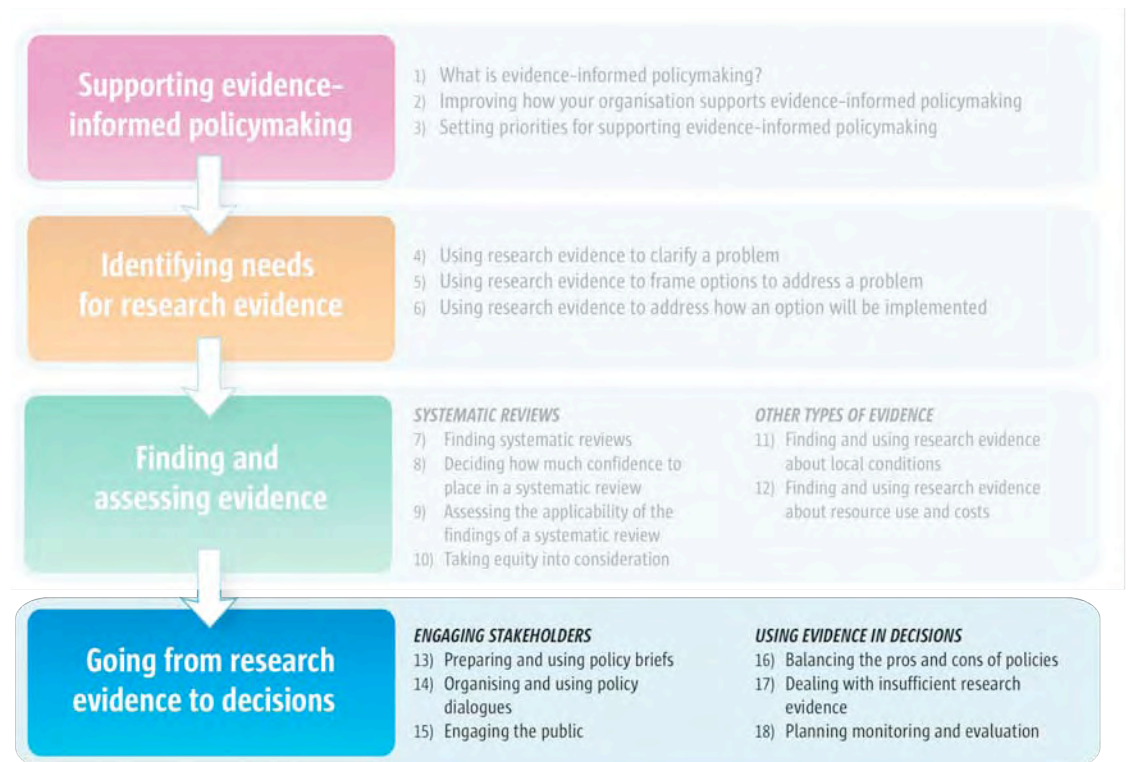 Supporting evidence-
informed policymaking
1) What is evidence-informed policymaking?
2) Improving how your organisation supports evidence-informed policymaking
3) Setting priorities for supporting evidence-informed policymaking
Identifying needs
for research evidence
4) Using research evidence to clarify a problem
5) Using research evidence to frame options to address a problem
6) Using research evidence to address how an option will be implemented
Finding and
assessing evidence
SYSTEMATIC REVIEWS
7) Finding systematic reviews
8) Deciding how much confidence to
place in a systematic review
9) Assessing the applicability of the
findings of a systematic review
10) Taking equity into consideration
OTHER TYPES OF EVIDENCE
11) Finding and using research evidence
about local conditions
12) Finding and using research evidence
about resource use and costs
Going from research
evidence to decisions
ENGAGING STAKEHOLDERS
13) Preparing and using policy briefs
14) Organising and using policy
dialogues
15) Engaging the public
USING EVIDENCE IN DECISIONS
16) Balancing the pros and cons of policies
17) Dealing with insufficient research
evidence
18) Planning monitoring and evaluation